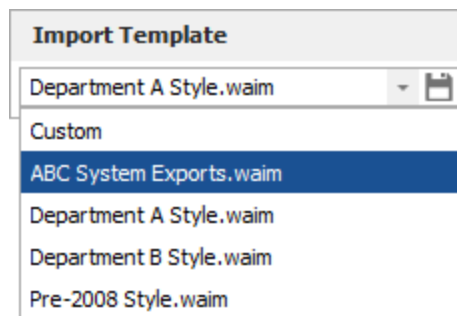 Import Template
Department A Style.waim
Custom
ABC System Exports.waim
Department A Style.waim
Department B Style.waim
Pre-2008 Style.waim